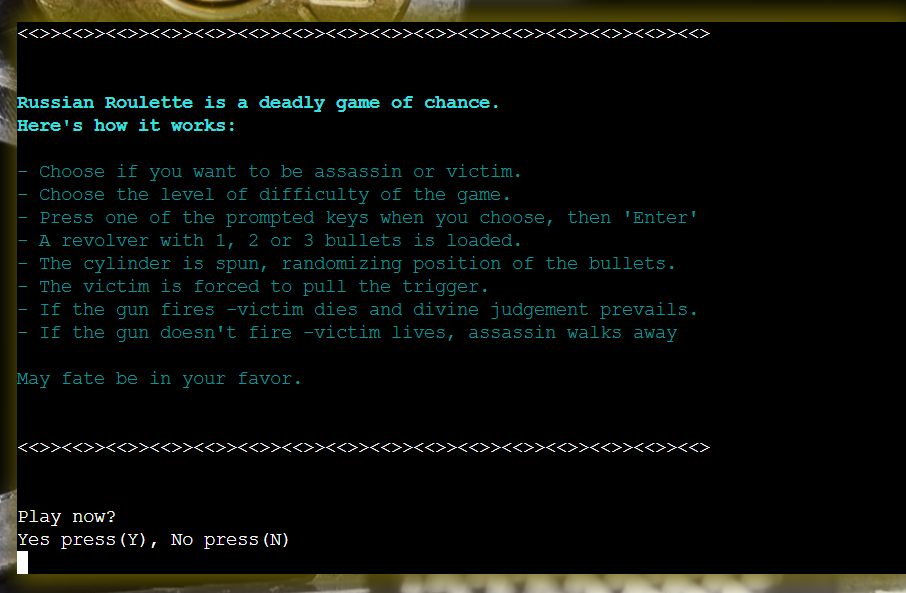 <<>><<>><<>><<>><<>><<>><<>><<>><<>><<>><<>><<>><<>><<>><<>><<>
Russian Roulette is a deadly game of chance.
Here's how it works:
- Choose if you want to be assassin or victim.
- Choose the level of difficulty of the game.
- Press one of the prompted keys when you choose, then 'Enter'
- A revolver with 1, 2 or 3 bullets is loaded.
- The cylinder is spun, randomizing position of the bullets.
- The victim is forced to pull the trigger.
- If the gun fires -victim dies and divine judgement prevails.
- If the gun doesn't fire -victim lives, assassin walks away
May fate be in your favor.
<<>><<>><<>><<>><<>><<>><<>><<>><<>><<>><<>><<>><<>><<>><<>><<>
Play now?
Yes press(Y), No press(N)